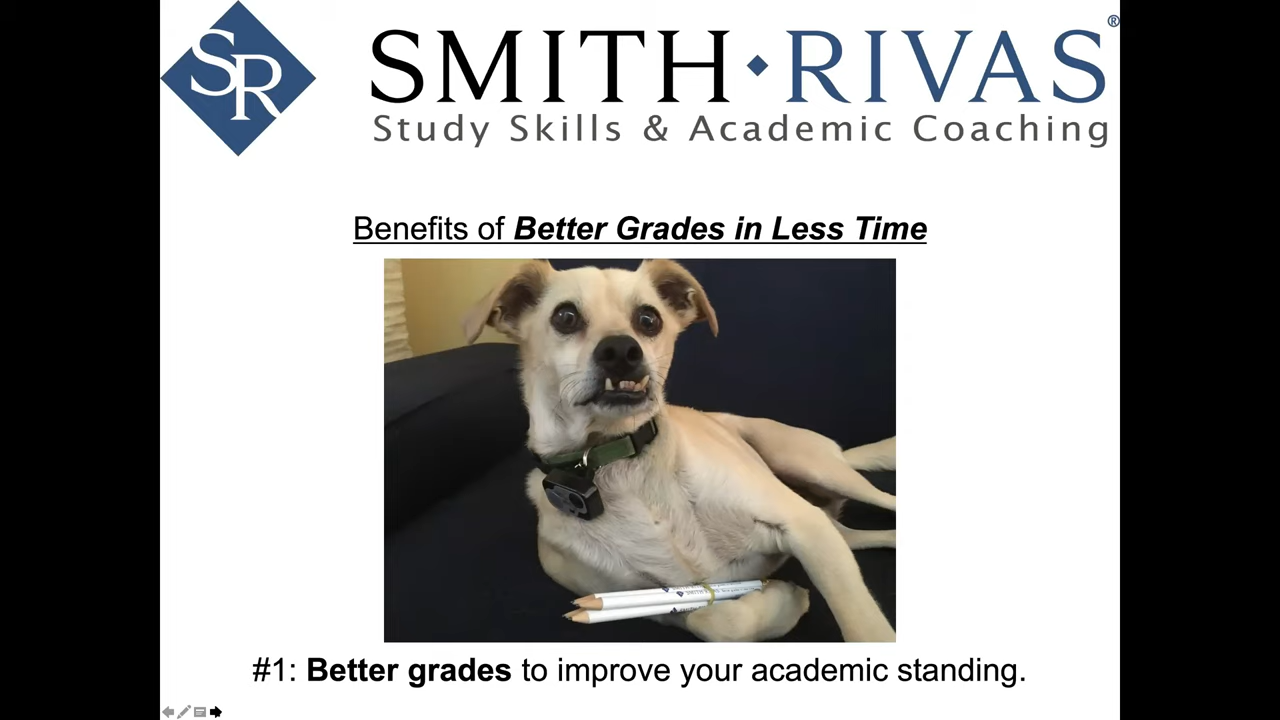 SR
SMITH RIVAS®
Study Skills & Academic Coaching
Benefits of Better Grades in Less Time
#1: Better grades to improve your academic standing.